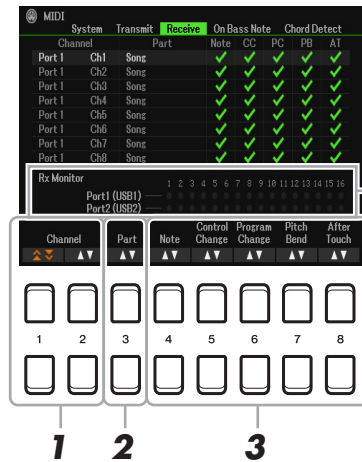 MIDI
System Transmit Receive On Bass Note Chord Detect
Channel Part Note CC PC PB AT
Port 1 Ch1 Song
Port 1 Ch2 Song
Port 1 Ch3 Song
Port 1 Ch4 Song
Port 1 Ch5 Song
Port 1 Ch6 Song
Port 1 Ch7 Song
Port 1 Ch8 Song
Rx Monitor
1 2 3 4 5 6 7 8 9 10 11 12 13 14 15 16
Port1 (USB1)
Port2 (USB2)
Channel Part Note Control Change Program Change Pitch Bend After Touch
1 2 3 4 5 6 7 8
1 2 3